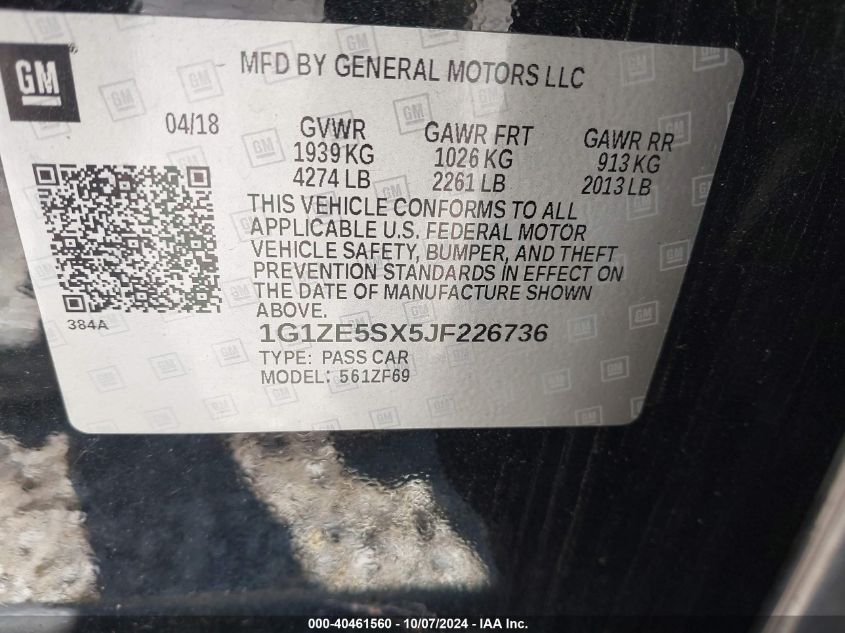 GM
MFD BY GENERAL MOTORS LLC
04/18 GVWR GAWR FRT GAWR RR
1939 KG 1026 KG 913 KG
4274 LB 2261 LB 2013 LB
THIS VEHICLE CONFORMS TO ALL
APPLICABLE U.S. FEDERAL MOTOR
VEHICLE SAFETY, BUMPER, AND THEFT
PREVENTION STANDARDS IN EFFECT ON
THE DATE OF MANUFACTURE SHOWN
ABOVE.
384A
1G1ZE5SX5JF226736
TYPE: PASS CAR
MODEL: 561ZF69
000-40461560 - 10/07/2024 - IAA Inc.